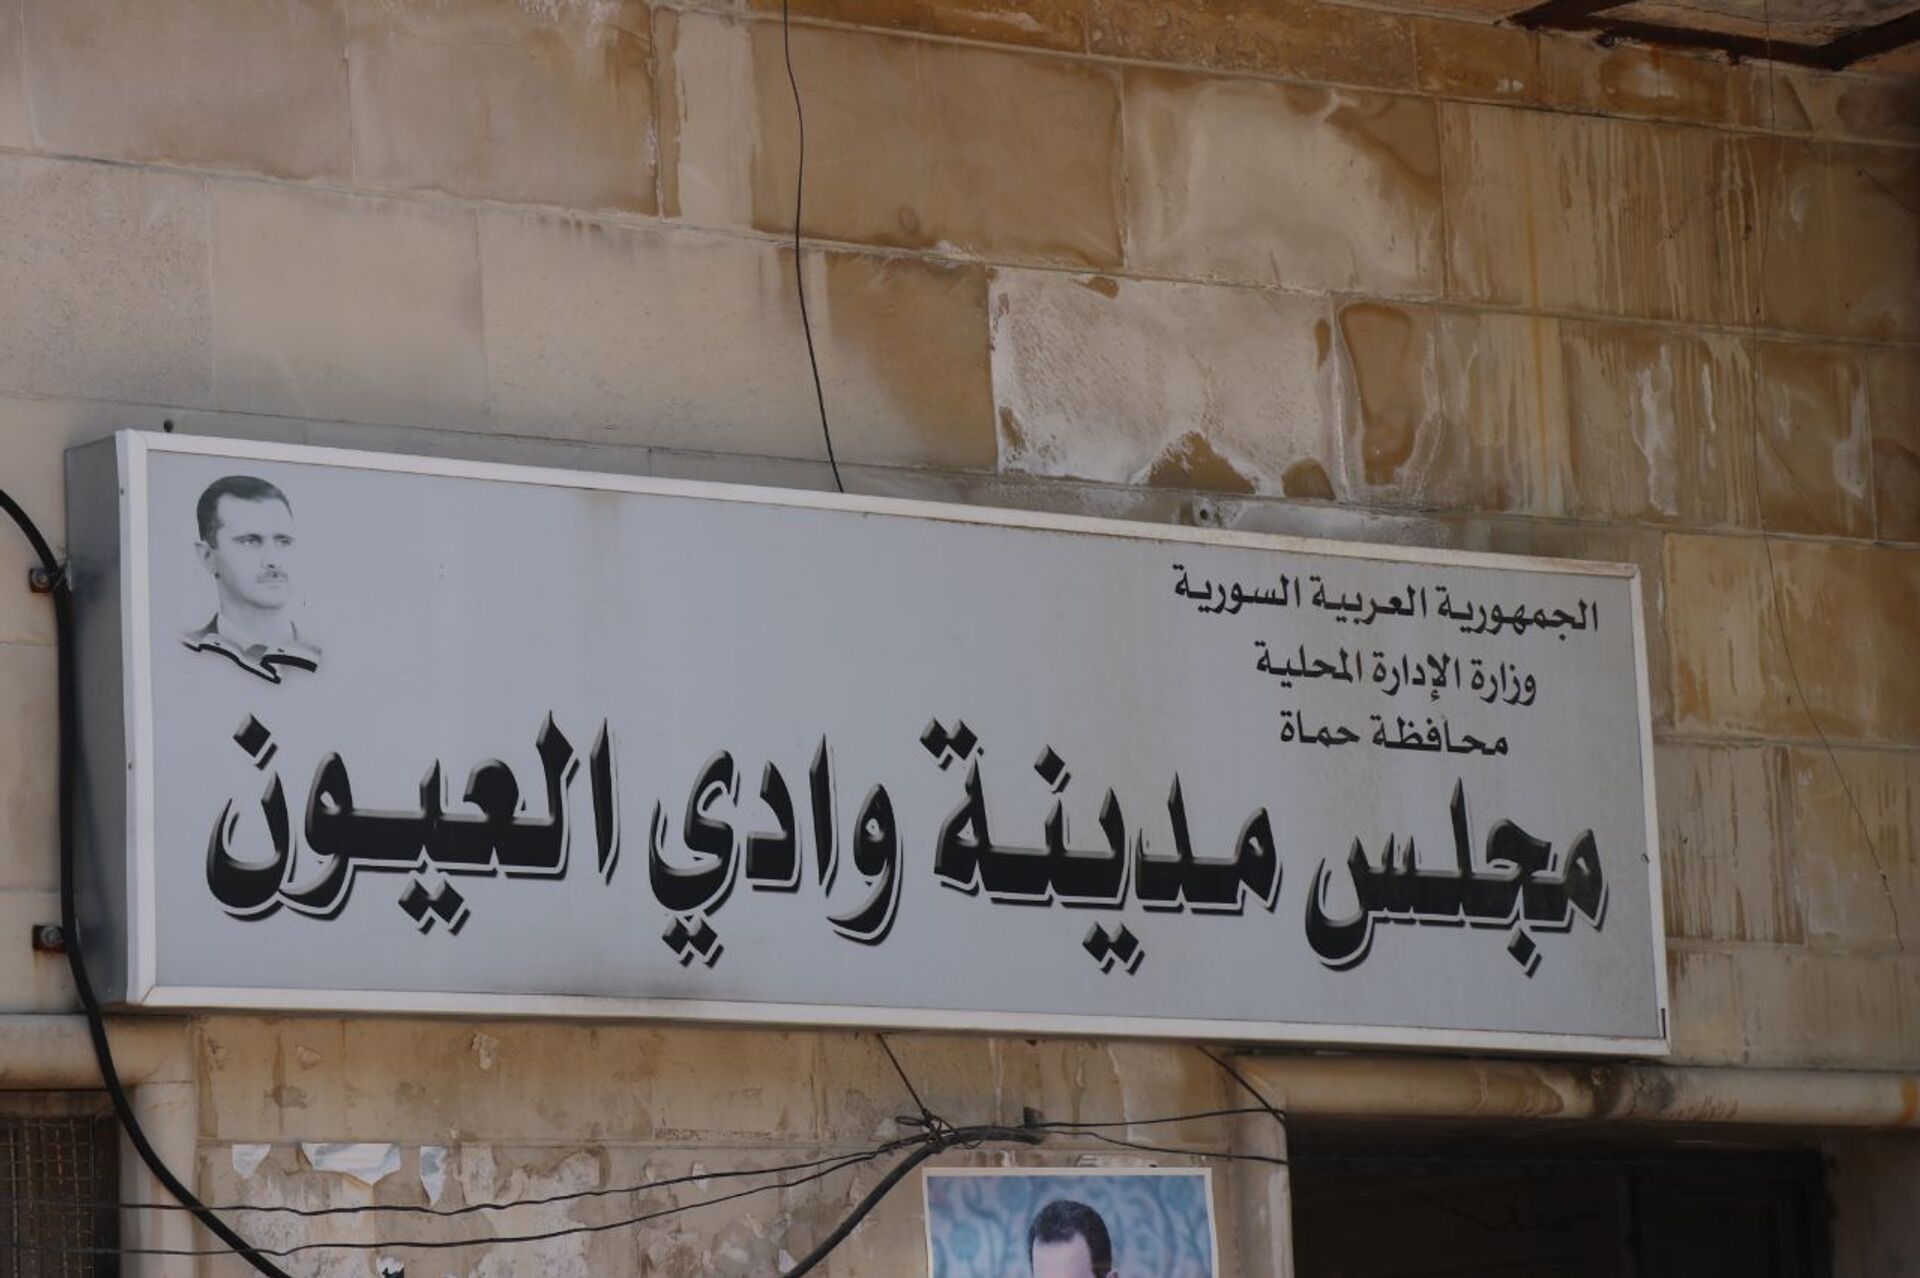 الجمهورية العربية السورية
وزارة الإدارة المحلية
محافظة حماة
مجلس مدينة وادي العيون